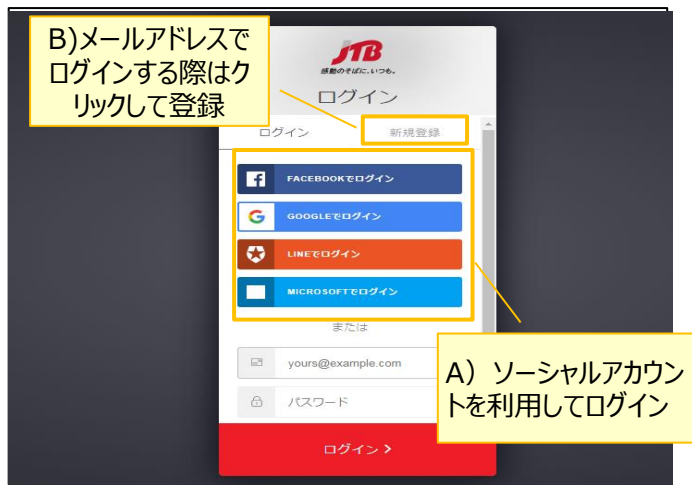 B)メールアドレスで
ログインする際はク
リックして登録
JTB
感動のそばに、いつも。
ログイン
ログイン 新規登録
f FACEBOOKでログイン
G GOOGLEでログイン
LINEでログイン
MICROSOFTでログイン
または
yours@example.com
パスワード
A）ソーシャルアカウン
トを利用してログイン
ログイン >